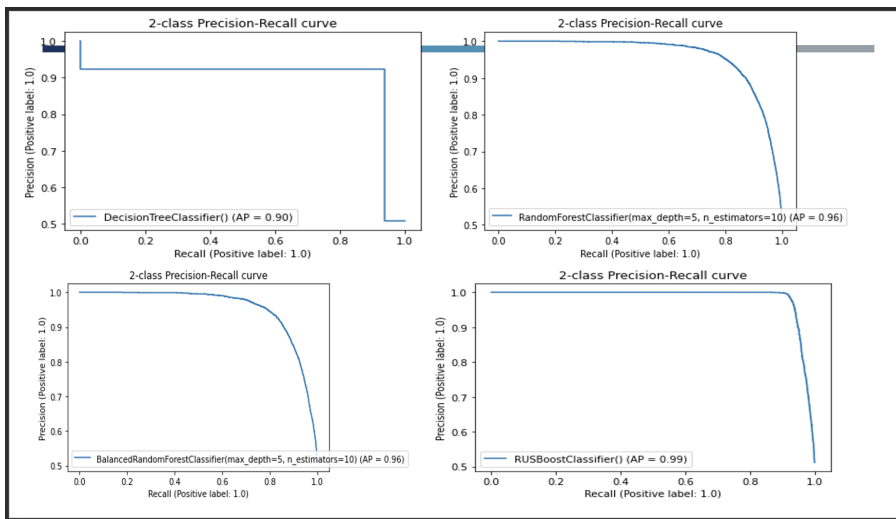 2-class Precision-Recall curve
Precision (Positive label: 1.0)
1.0
0.9
0.8
0.7
0.6
0.5
DecisionTreeClassifier() (AP = 0.90)
0.0 0.2 0.4 0.6 0.8 1.0
Recall (Positive label: 1.0)
2-class Precision-Recall curve
Precision (Positive label: 1.0)
1.0
0.9
0.8
0.7
0.6
0.5
RandomForestClassifier(max_depth=5, n_estimators=10) (AP = 0.96)
0.0 0.2 0.4 0.6 0.8 1.0
Recall (Positive label: 1.0)
2-class Precision-Recall curve
Precision (Positive label: 1.0)
1.0
0.9
0.8
0.7
0.6
0.5
BalancedRandomForestClassifier(max_depth=5, n_estimators=10) (AP = 0.96)
0.0 0.2 0.4 0.6 0.8 1.0
Recall (Positive label: 1.0)
2-class Precision-Recall curve
Precision (Positive label: 1.0)
1.0
0.9
0.8
0.7
0.6
0.5
RUSBoostClassifier() (AP = 0.99)
0.0 0.2 0.4 0.6 0.8 1.0
Recall (Positive label: 1.0)